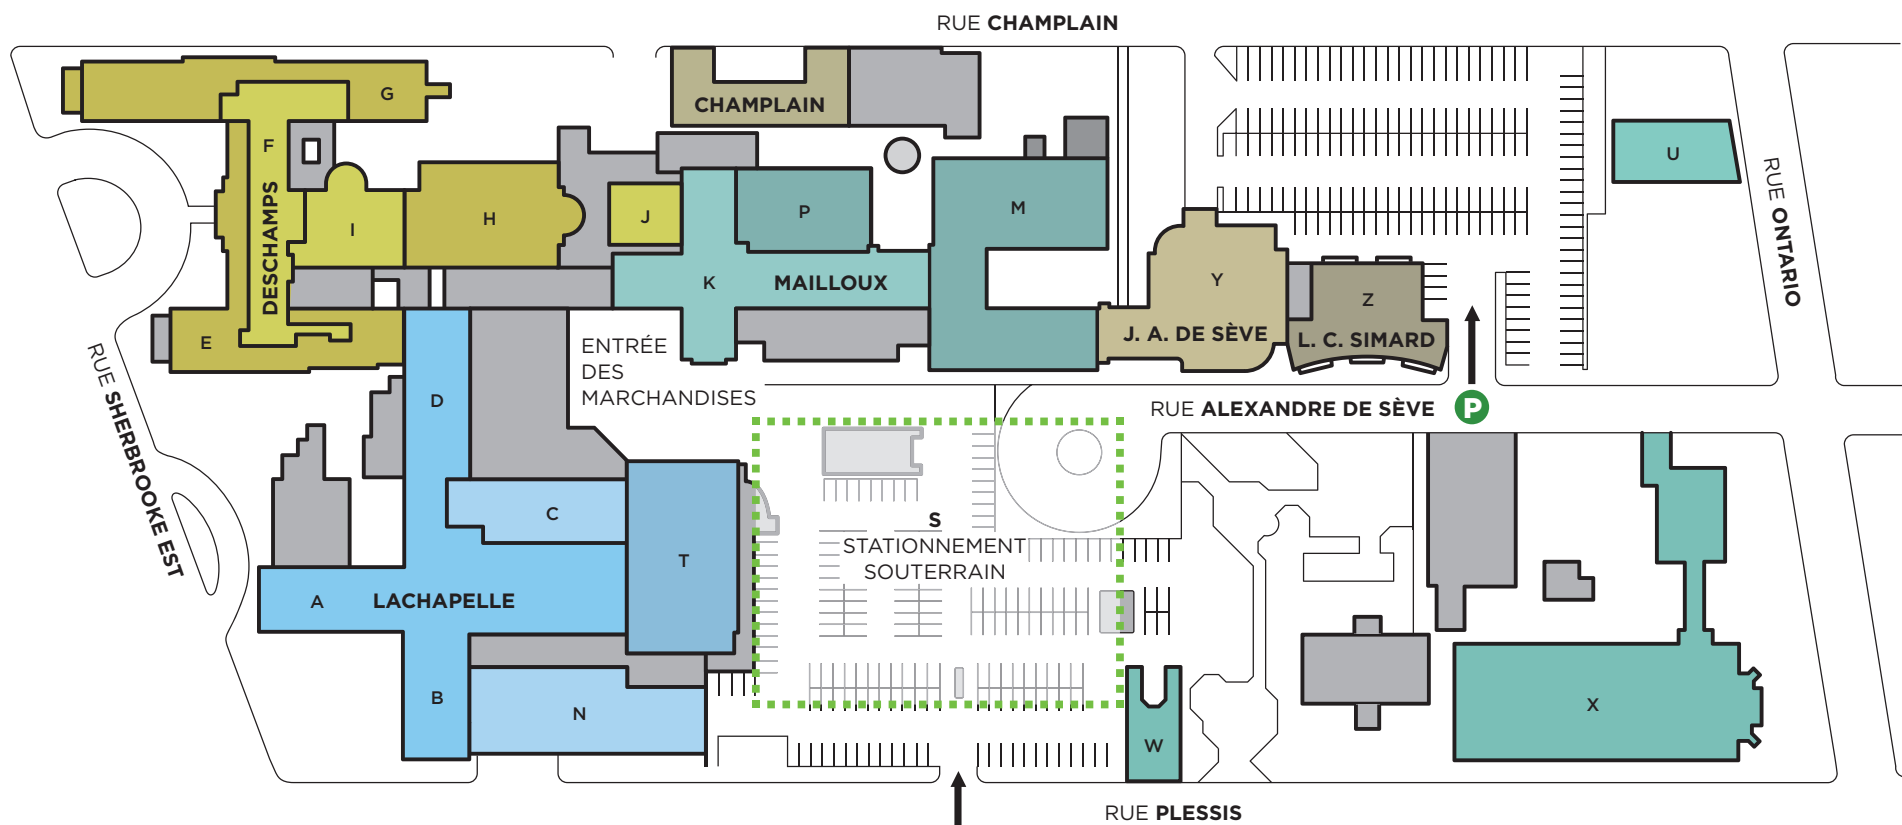 RUE CHAMPLAIN
G
CHAMPLAIN
F
U
DESCHAMPS
I
H
J
P
M
RUE ONTARIO
K
MAILLOUX
Y
Z
E
J. A. DE SÈVE
L. C. SIMARD
ENTRÉE
DES
MARCHANDISES
RUE SHERBROOKE EST
D
RUE ALEXANDRE DE SÈVE
P
C
S
STATIONNEMENT
SOUTERRAIN
T
A
LACHAPELLE
B
N
W
X
RUE PLESSIS